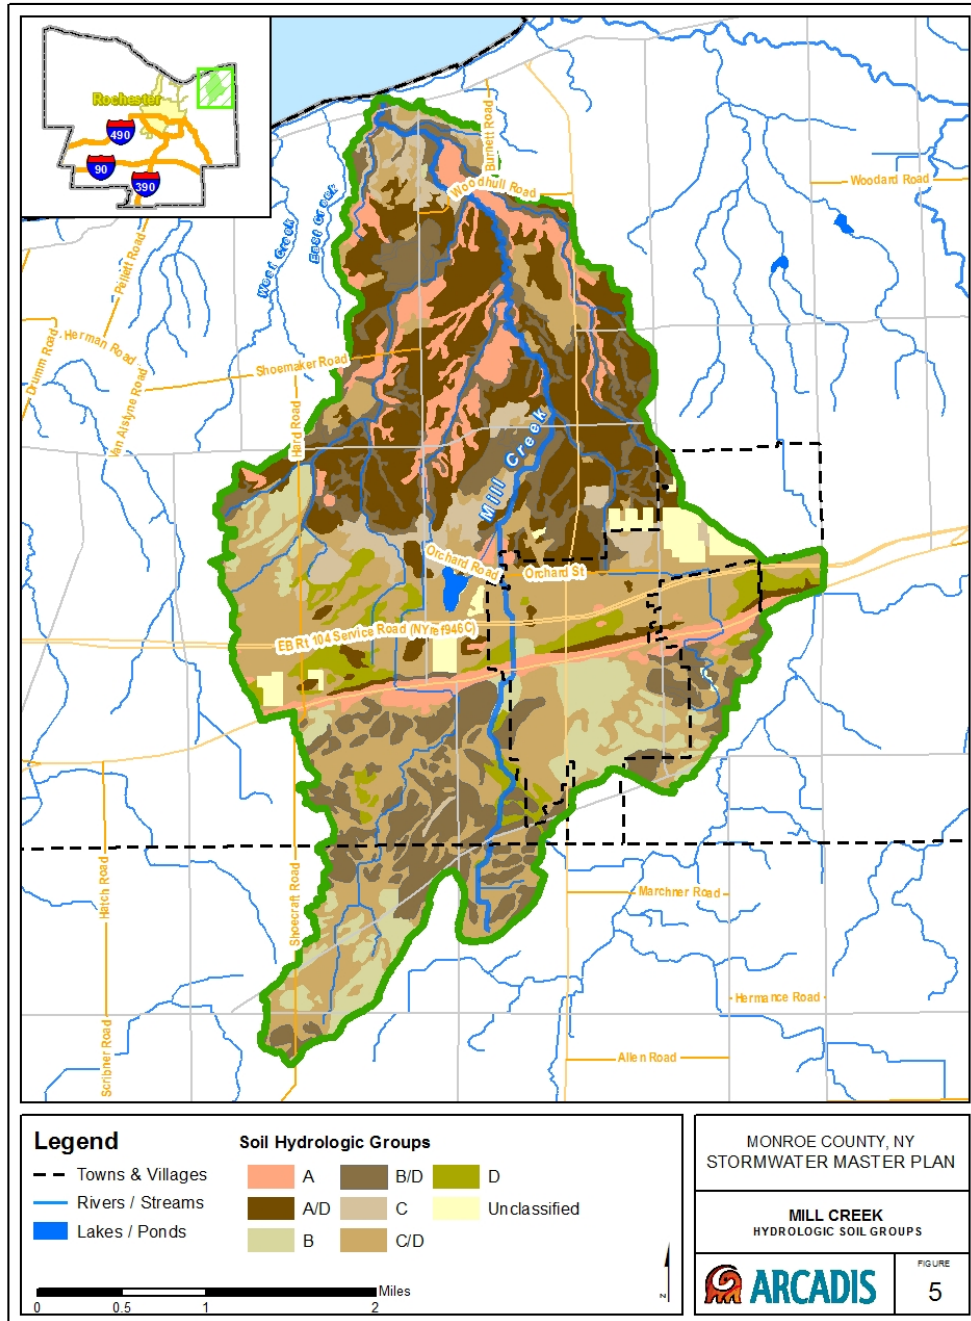 Rochester
490
90
390
Burnett Road
Woodhull Road
Woodard Road
West Creek
East Creek
Pellett Road
Herman Road
Drumm Road
Van Alstyne Road
Shoemaker Road
Hard Road
Mill Creek
Orchard Road
Orchard St
EB Rt 104 Service Road (NYref946C)
Hatch Road
Shoecraft Road
Marchner Road
Hermance Road
Scribner Road
Allen Road
Legend
Towns & Villages
Rivers / Streams
Lakes / Ponds
Soil Hydrologic Groups
A
A/D
B
B/D
C
C/D
D
Unclassified
Miles
0 0.5 1 2
N
MONROE COUNTY, NY
STORMWATER MASTER PLAN
MILL CREEK
HYDROLOGIC SOIL GROUPS
ARCADIS
FIGURE
5